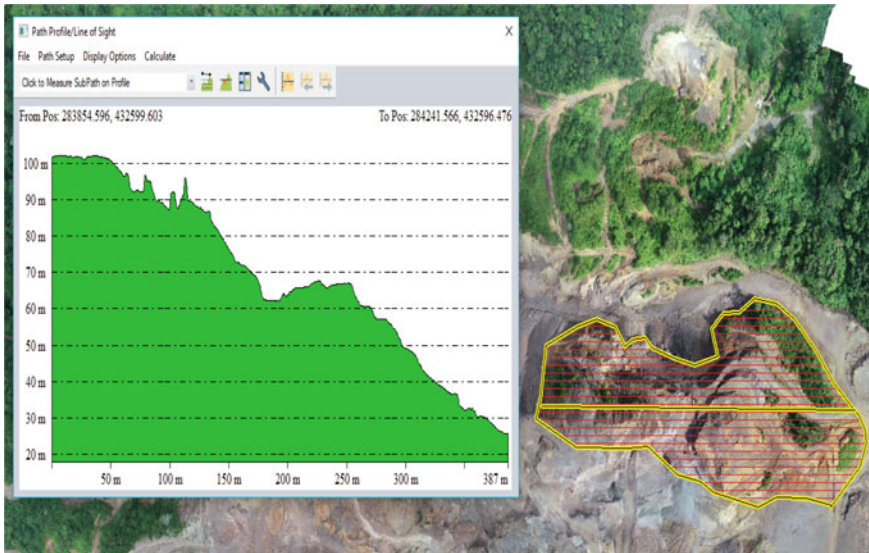 Path Profile/Line of Sight
File Path Setup Display Options Calculate
Click to Measure SubPath on Profile
From Pos: 283854.596, 432599.603 To Pos: 284241.566, 432596.476
100 m
90 m
80 m
70 m
60 m
50 m
40 m
30 m
20 m
50 m 100 m 150 m 200 m 250 m 300 m 387 m